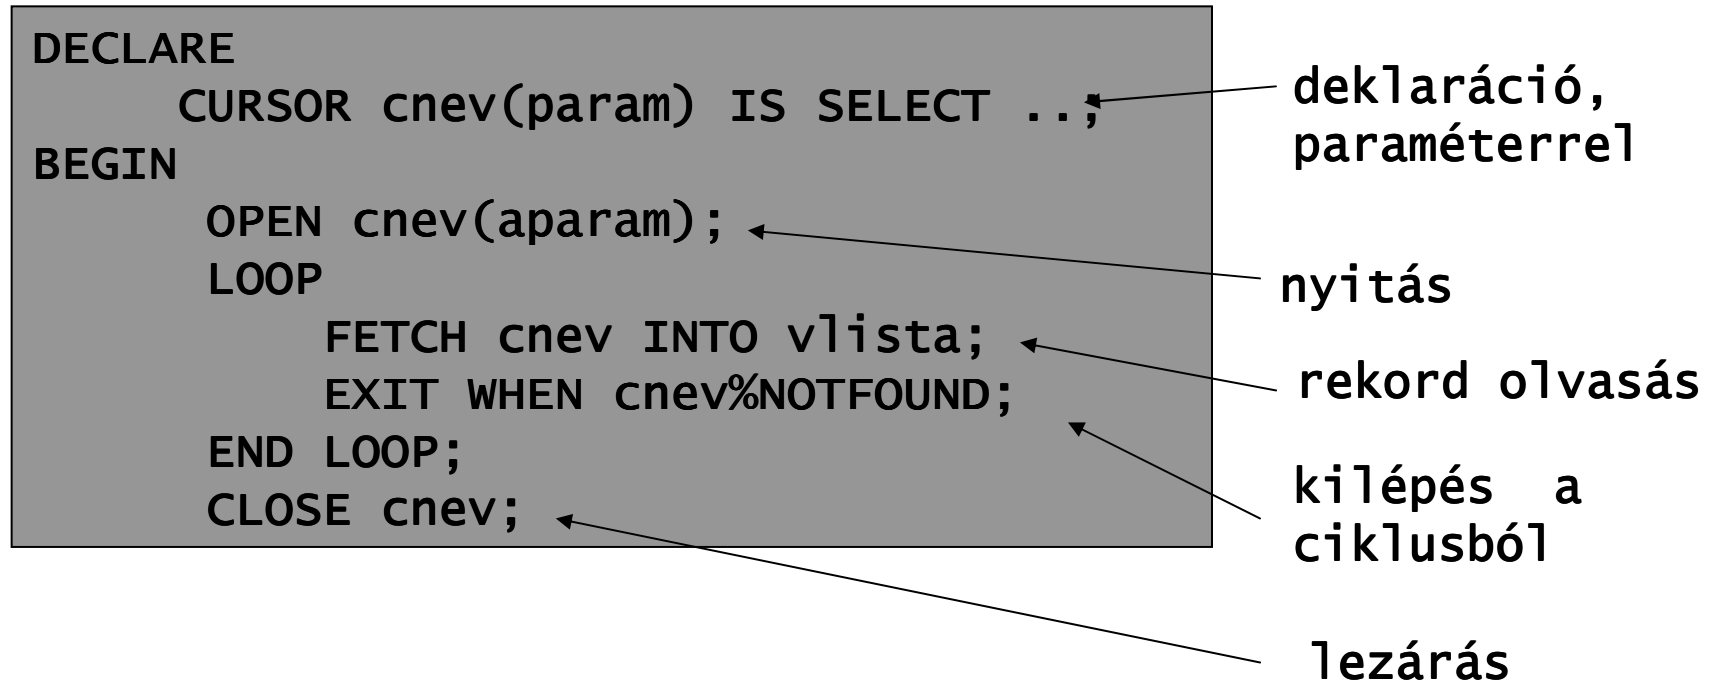 DECLARE
CURSOR cnev(param) IS SELECT ..;
BEGIN
OPEN cnev(aparam);
LOOP
FETCH cnev INTO vlista;
EXIT WHEN cnev%NOTFOUND;
END LOOP;
CLOSE cnev;
deklaráció,
paraméterrel
nyitás
rekord olvasás
kilépés a
ciklusból
lezárás